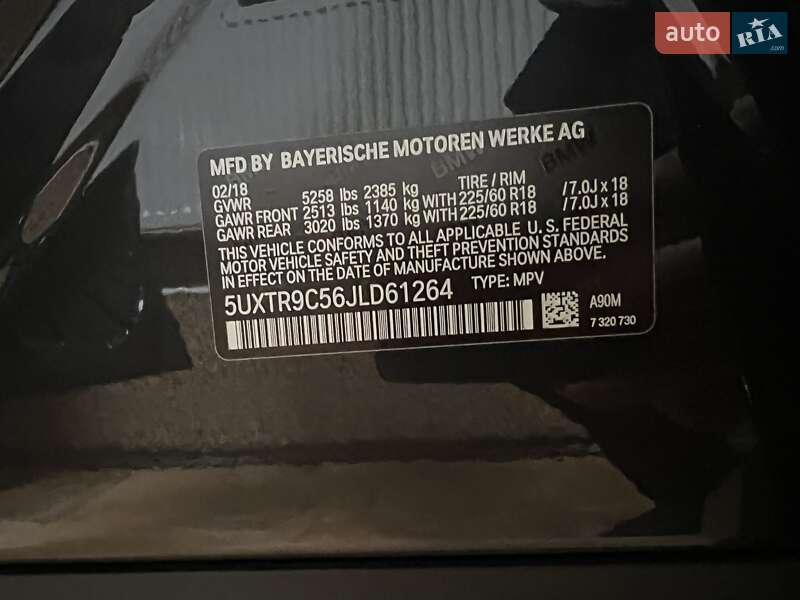 auto RIA .com
MFD BY BAYERISCHE MOTOREN WERKE AG
02/18 TIRE / RIM
GVWR 5258 lbs 2385 kg
GAWR FRONT 2513 lbs 1140 kg WITH 225/60 R18 /7.0J x 18
GAWR REAR 3020 lbs 1370 kg WITH 225/60 R18 /7.0J x 18
THIS VEHICLE CONFORMS TO ALL APPLICABLE U. S. FEDERAL
MOTOR VEHICLE SAFETY AND THEFT PREVENTION STANDARDS
IN EFFECT ON THE DATE OF MANUFACTURE SHOWN ABOVE.
5UXTR9C56JLD61264 TYPE: MPV
A90M
7 320 730